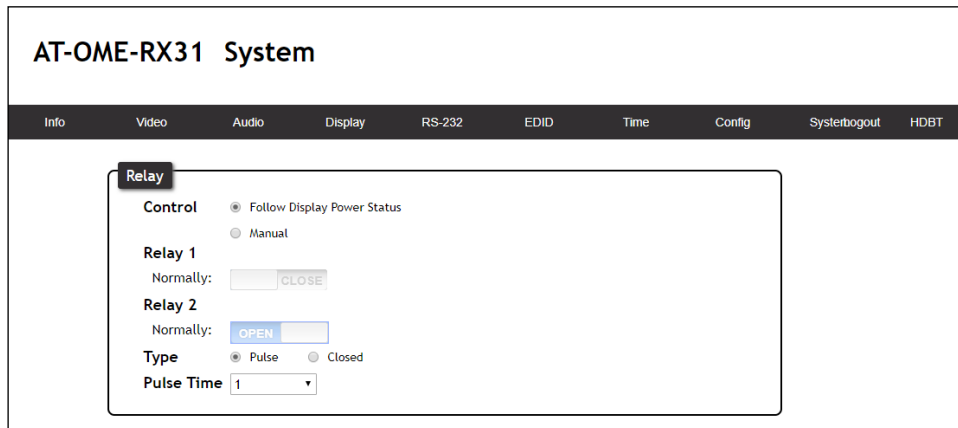 AT-OME-RX31 System
Info Video Audio Display RS-232 EDID Time Config Systerbogout HDBT
Relay
Control Follow Display Power Status
Manual
Relay 1
Normally: CLOSE
Relay 2
Normally: OPEN
Type Pulse Closed
Pulse Time 1